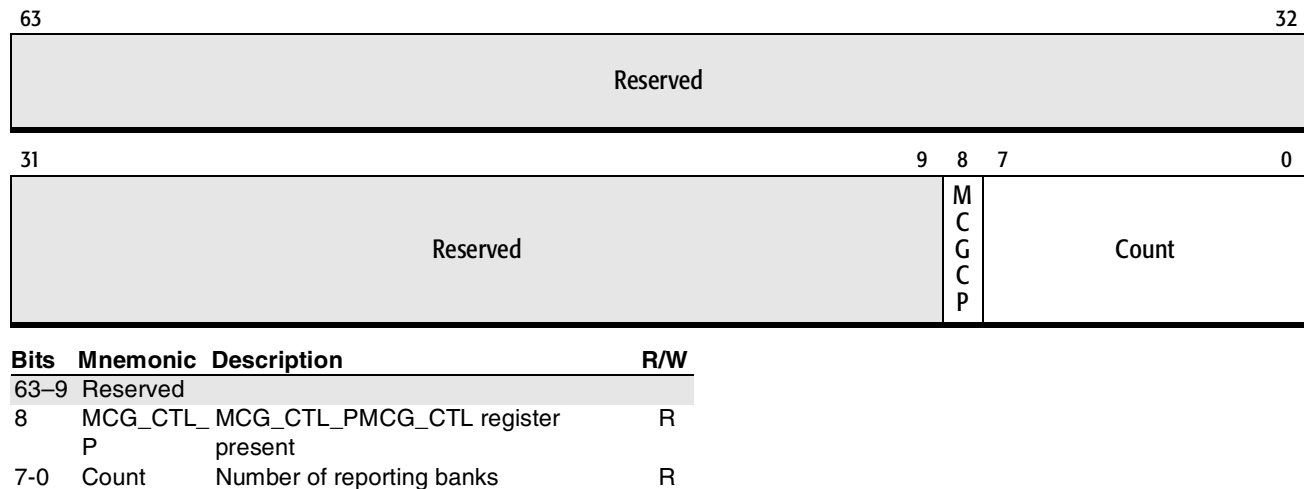 63 32
Reserved
31 9 8 7 0
Reserved
M
C
G
C
P
Count
Bits Mnemonic Description R/W
63–9 Reserved
8 MCG_CTL_ MCG_CTL_PMCG_CTL register R
P present
7-0 Count Number of reporting banks R